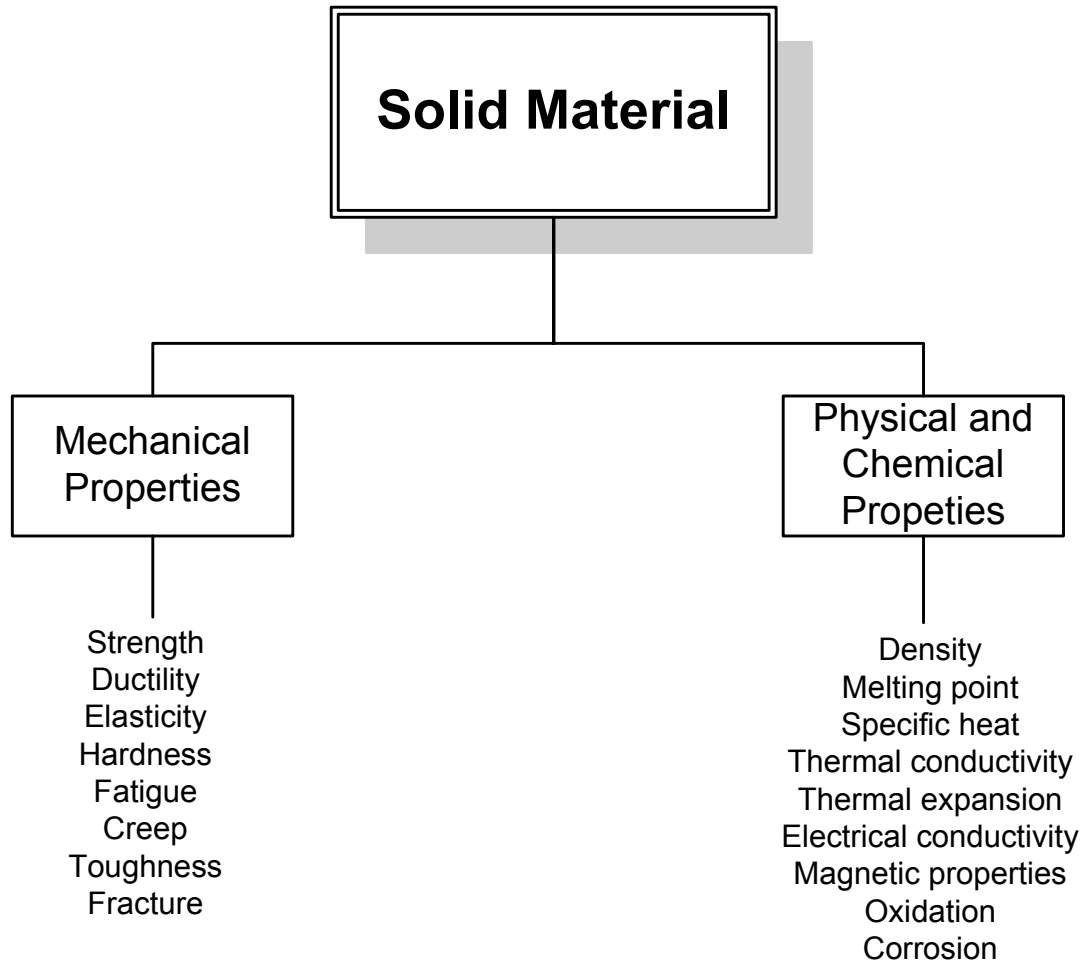 Solid Material
Mechanical
Properties
Physical and
Chemical
Propeties
Strength
Ductility
Elasticity
Hardness
Fatigue
Creep
Toughness
Fracture
Density
Melting point
Specific heat
Thermal conductivity
Thermal expansion
Electrical conductivity
Magnetic properties
Oxidation
Corrosion